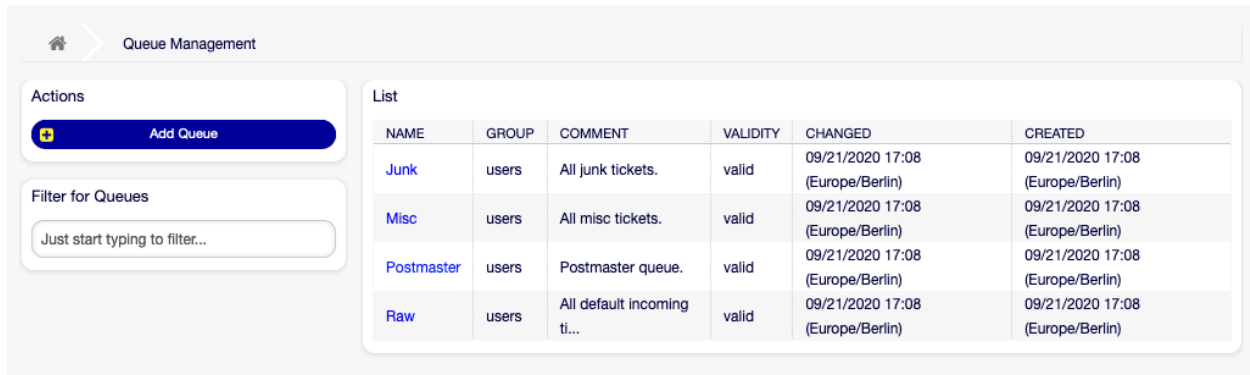 Queue Management
Actions
Add Queue
Filter for Queues
Just start typing to filter...
List
NAME GROUP COMMENT VALIDITY CHANGED CREATED
Junk users All junk tickets. valid 09/21/2020 17:08 (Europe/Berlin) 09/21/2020 17:08 (Europe/Berlin)
Misc users All misc tickets. valid 09/21/2020 17:08 (Europe/Berlin) 09/21/2020 17:08 (Europe/Berlin)
Postmaster users Postmaster queue. valid 09/21/2020 17:08 (Europe/Berlin) 09/21/2020 17:08 (Europe/Berlin)
Raw users All default incoming ti... valid 09/21/2020 17:08 (Europe/Berlin) 09/21/2020 17:08 (Europe/Berlin)